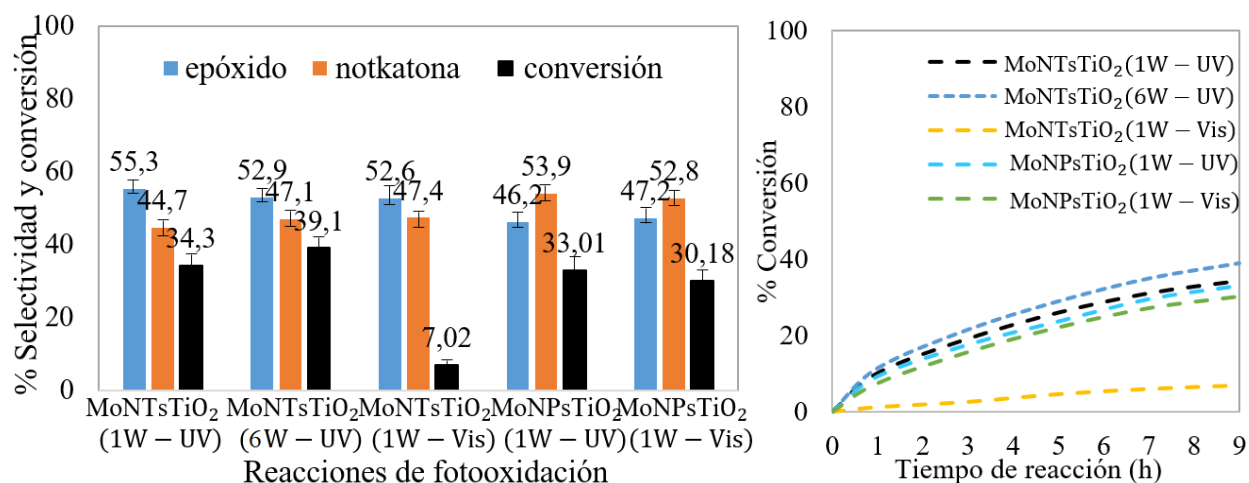 % Selectividad y conversión
100
80
60
40
20
0
epóxido notkatona conversión
55,3 44,7 34,3
52,9 47,1 39,1
52,6 47,4 7,02
46,2 53,9 33,01
47,2 52,8 30,18
MoNTsTiO₂ MoNTsTiO₂ MoNTsTiO₂ MoNPsTiO₂ MoNPsTiO₂
(1W – UV) (6W – UV) (1W – Vis) (1W – UV) (1W – Vis)
Reacciones de fotooxidación
% Conversión
100
80
60
40
20
0
MoNTsTiO₂(1W – UV)
MoNTsTiO₂(6W – UV)
MoNTsTiO₂(1W – Vis)
MoNPsTiO₂(1W – UV)
MoNPsTiO₂(1W – Vis)
0 1 2 3 4 5 6 7 8 9
Tiempo de reacción (h)